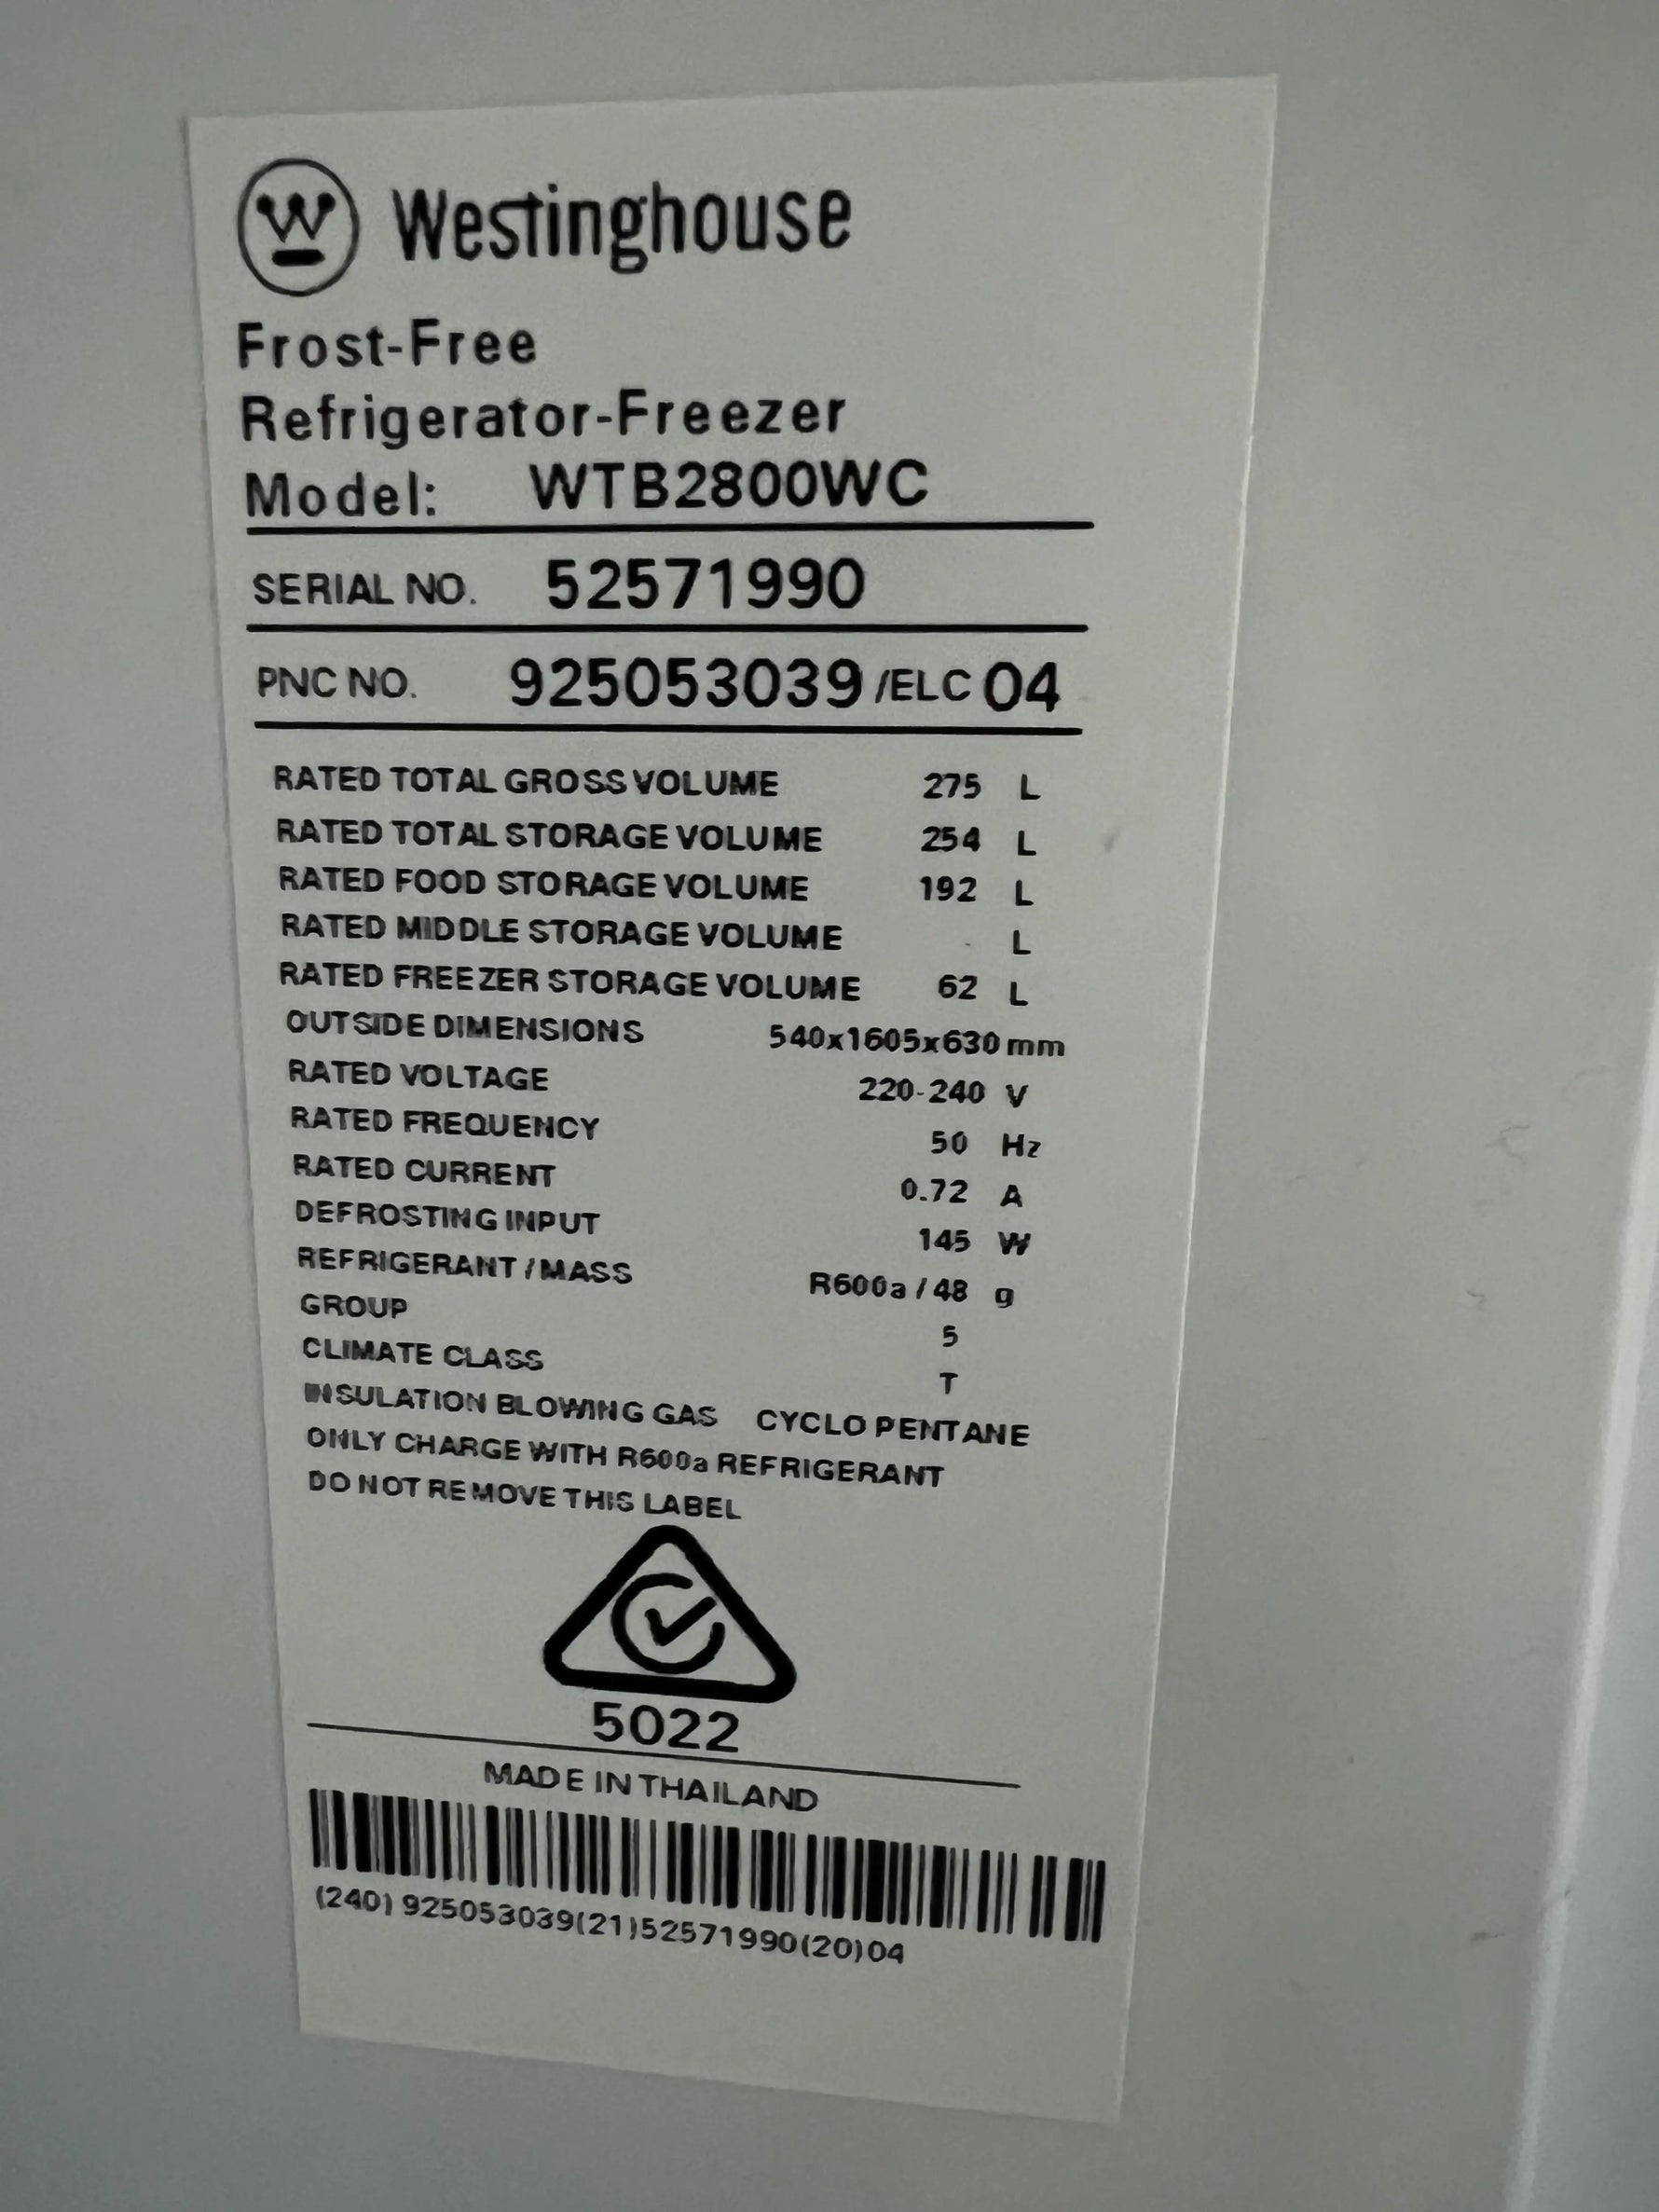 W Westinghouse
Frost-Free
Refrigerator-Freezer
Model: WTB2800WC
SERIAL NO. 52571990
PNC NO. 925053039 /ELC 04
RATED TOTAL GROSS VOLUME 275 L
RATED TOTAL STORAGE VOLUME 254 L
RATED FOOD STORAGE VOLUME 192 L
RATED MIDDLE STORAGE VOLUME - L
RATED FREEZER STORAGE VOLUME 62 L
OUTSIDE DIMENSIONS 540x1605x630 mm
RATED VOLTAGE 220-240 V
RATED FREQUENCY 50 Hz
RATED CURRENT 0.72 A
DEFROSTING INPUT 145 W
REFRIGERANT / MASS R600a / 48 g
GROUP 5
CLIMATE CLASS T
INSULATION BLOWING GAS CYCLO PENTANE
ONLY CHARGE WITH R600a REFRIGERANT
DO NOT REMOVE THIS LABEL
5022
MADE IN THAILAND
(240) 925053039(21)52571990(20)04